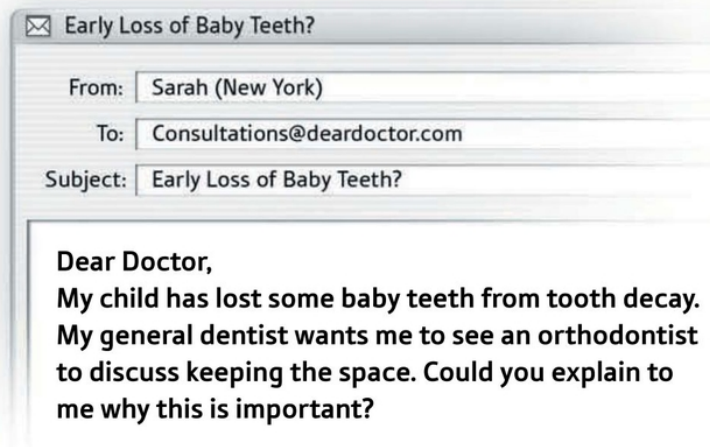 Early Loss of Baby Teeth?
From: Sarah (New York)
To: Consultations@deardoctor.com
Subject: Early Loss of Baby Teeth?
Dear Doctor,
My child has lost some baby teeth from tooth decay.
My general dentist wants me to see an orthodontist
to discuss keeping the space. Could you explain to
me why this is important?